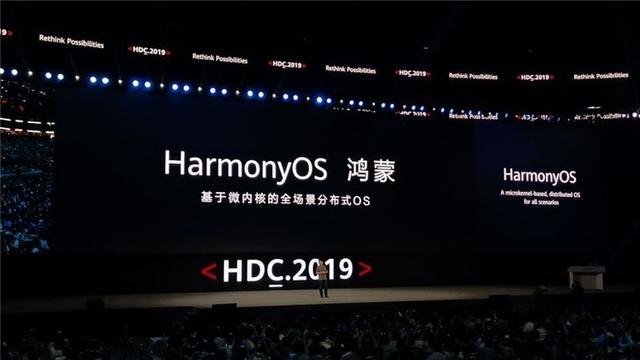 Rethink Possibilities
<HDC.2019
Rethink Possibilities
<HDC.2019>
Rethink Possibilities
<HDC.2019>
Rethink Possibilities
<HDC.2019>
Rethink Possibilities
HarmonyOS 鸿蒙
基于微内核的全场景分布式OS
HarmonyOS
A microkernel-based, distributed OS
for all scenarios
<HDC.2019>